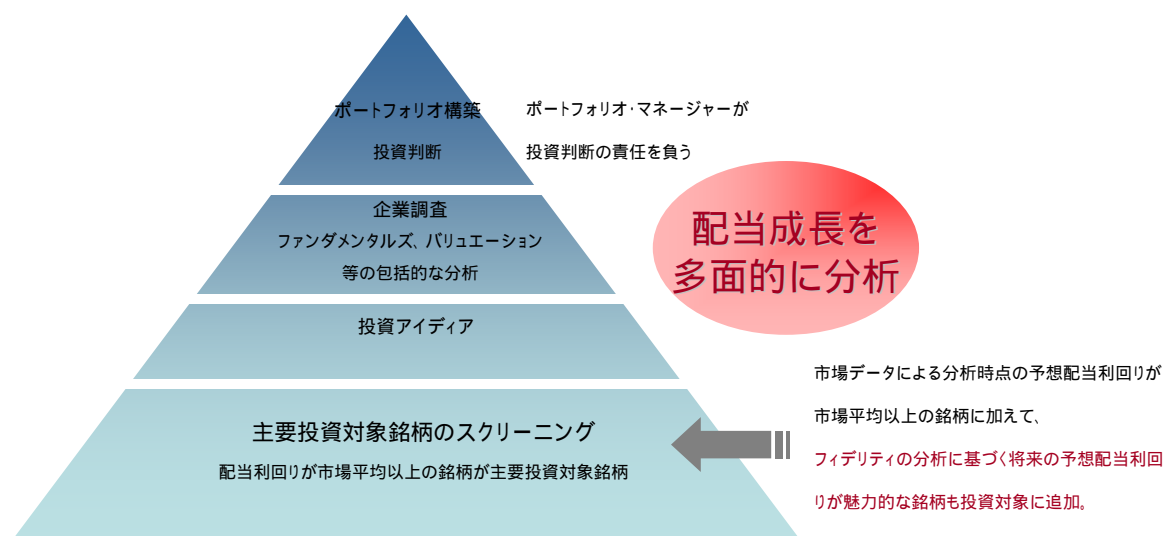 ポートフォリオ構築
投資判断
ポートフォリオ・マネージャーが
投資判断の責任を負う
企業調査
ファンダメンタルズ、バリュエーション
等の包括的な分析
配当成長を
多面的に分析
投資アイディア
主要投資対象銘柄のスクリーニング
配当利回りが市場平均以上の銘柄が主要投資対象銘柄
市場データによる分析時点の予想配当利回りが
市場平均以上の銘柄に加えて、
フィデリティの分析に基づく将来の予想配当利回
りが魅力的な銘柄も投資対象に追加。